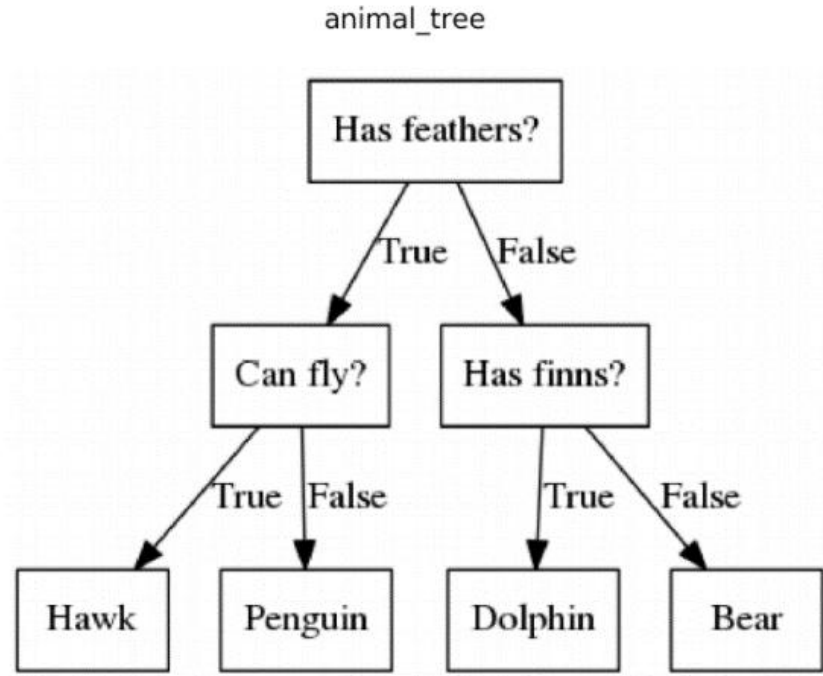 animal_tree
Has feathers?
True False
Can fly? Has finns?
True False True False
Hawk Penguin Dolphin Bear